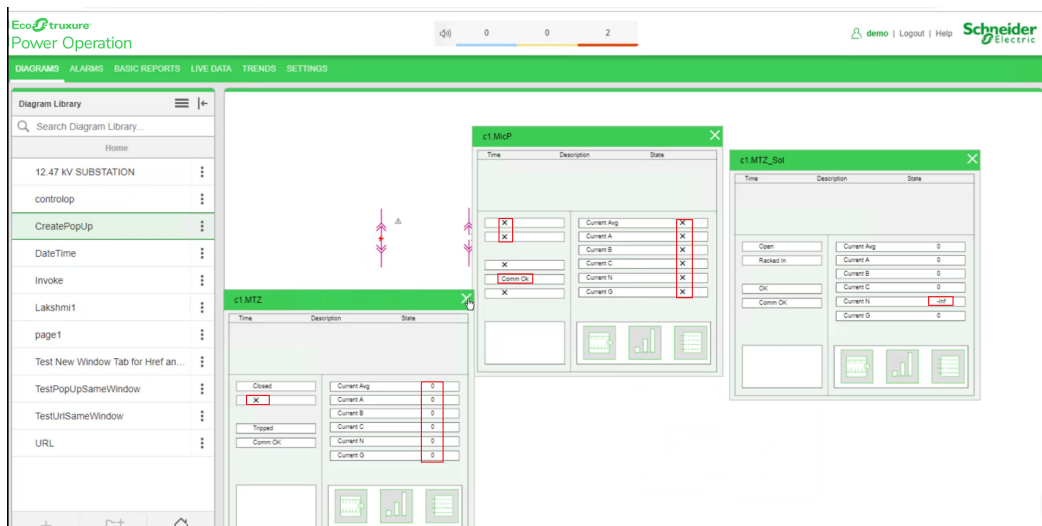 EcoStruxure
Power Operation
0 0 2
demo | Logout | Help
Schneider
Electric
DIAGRAMS ALARMS BASIC REPORTS LIVE DATA TRENDS SETTINGS
Diagram Library
Search Diagram Library...
Home
12.47 kV SUBSTATION
controlop
CreatePopUp
DateTime
Invoke
Lakshmi1
page1
Test New Window Tab for Href an...
TestPopUpSameWindow
TestUrlSameWindow
URL
c1.MicP
Time Description State
Current Avg
Current A
Current B
Current C
Comm Ok Current N
Current G
c1.MTZ_Sol
Time Description State
Open Current Avg 0
Racked In Current A 0
Current B 0
OK Current C 0
Comm OK Current N -Inf
Current G 0
c1.MTZ
Time Description State
Closed Current Avg 0
Current A 0
Current B 0
Tripped Current C 0
Comm OK Current N 0
Current G 0